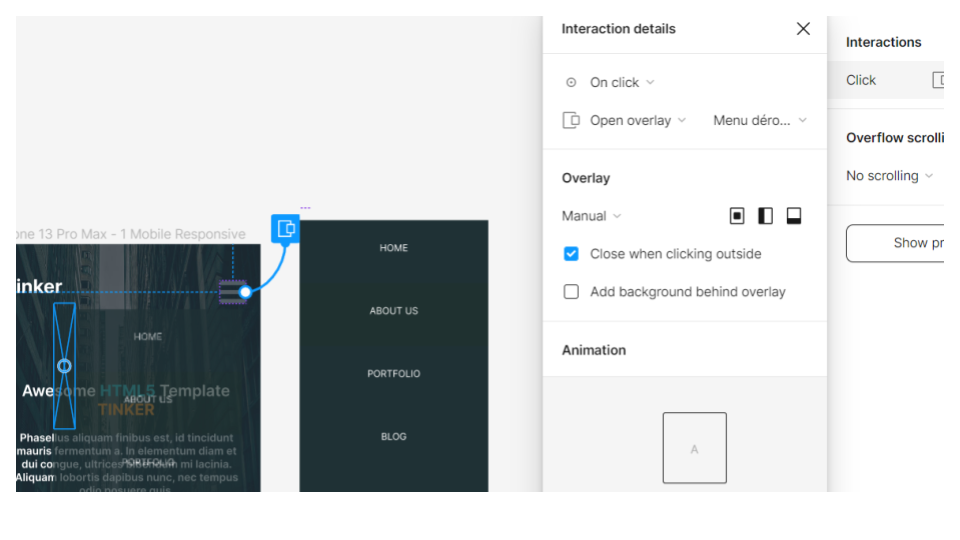 Interaction details
Interactions
On click
Click
Open overlay
Menu déro...
Overflow scrolli
Overlay
No scrolling
Manual
one 13 Pro Max - 1 Mobile Responsive
Show pr
HOME
Close when clicking outside
inker
Add background behind overlay
ABOUT US
HOME
Animation
PORTFOLIO
Awesome HTML5 Template
ABOUT US
TINKER
BLOG
Phasellus aliquam finibus est, id tincidunt
mauris fermentum a. In elementum diam et
dui congue, ultrices bibendum mi lacinia.
PORTFOLIO
Aliquam lobortis dapibus nunc, nec tempus
odio posuere quis
A